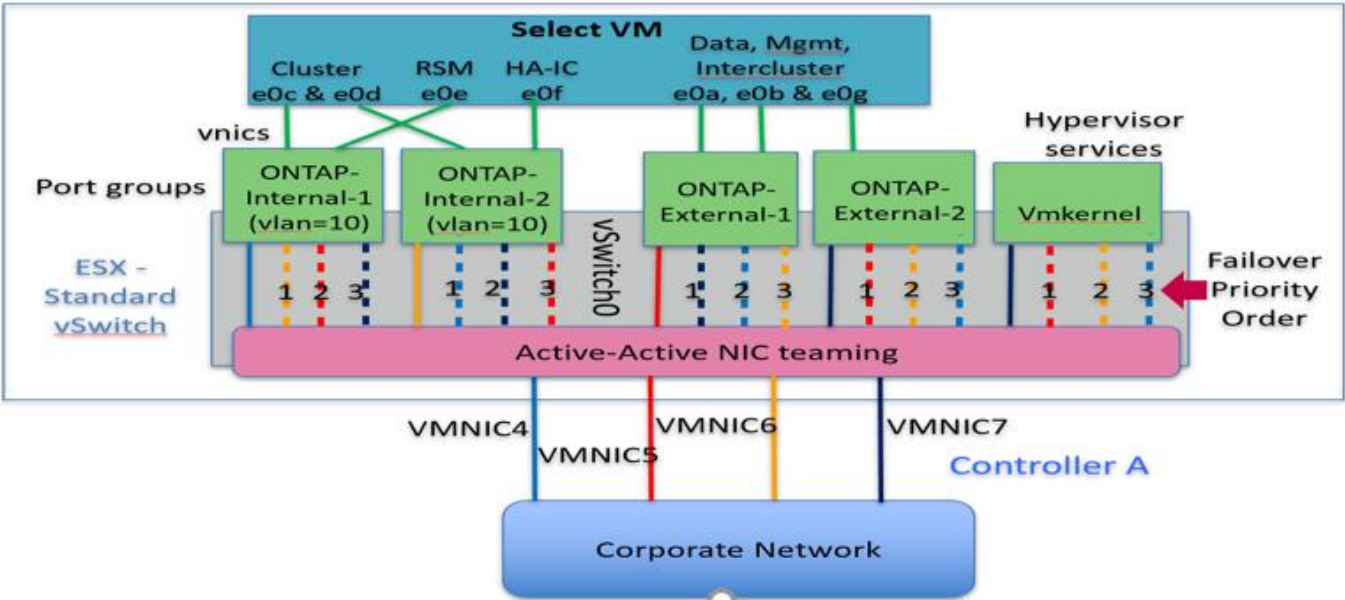 Select VM
Cluster
e0c & e0d
RSM
e0e
HA-IC
e0f
Data, Mgmt,
Intercluster
e0a, e0b & e0g
vnics
Hypervisor
services
Port groups
ONTAP-
Internal-1
(vlan=10)
ONTAP-
Internal-2
(vlan=10)
ONTAP-
External-1
ONTAP-
External-2
Vmkernel
ESX -
Standard
vSwitch
vSwitch0
1 2 3
1 2 3
1 2 3
1 2 3
1 2 3
Failover
Priority
Order
Active-Active NIC teaming
VMNIC4
VMNIC5
VMNIC6
VMNIC7
Controller A
Corporate Network